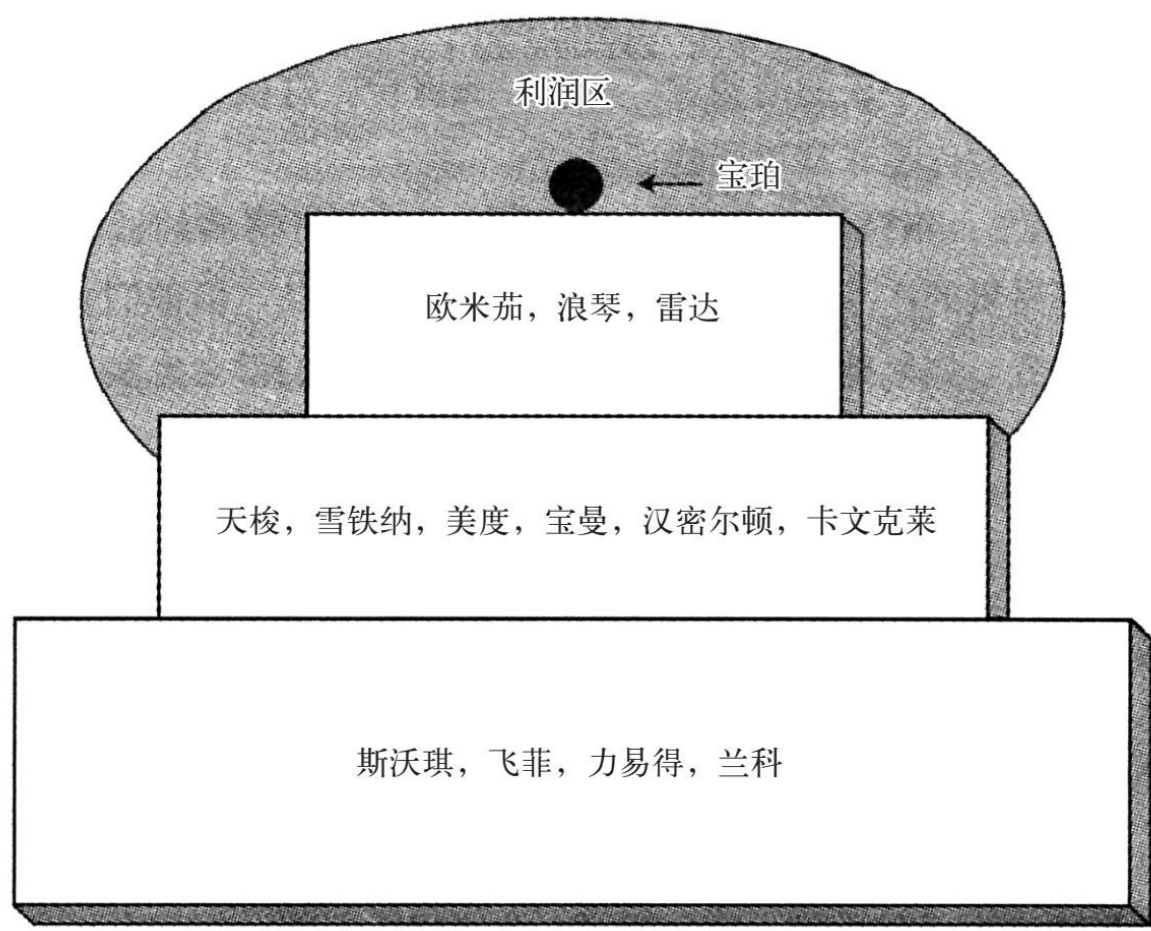 利润区
宝珀
欧米茄，浪琴，雷达
天梭，雪铁纳，美度，宝曼，汉密尔顿，卡文克莱
斯沃琪，飞菲，力易得，兰科